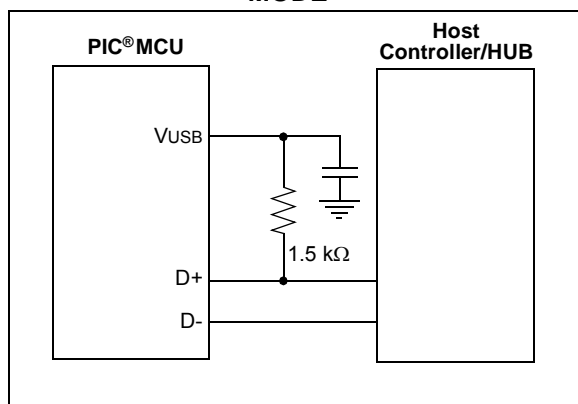 MODE
PIC® MCU
Host
Controller/HUB
VUSB
1.5 kΩ
D+
D-